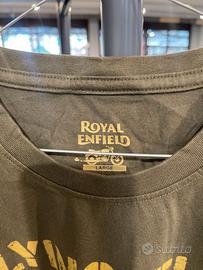 ROYAL
ENFIELD
LARGE
subito